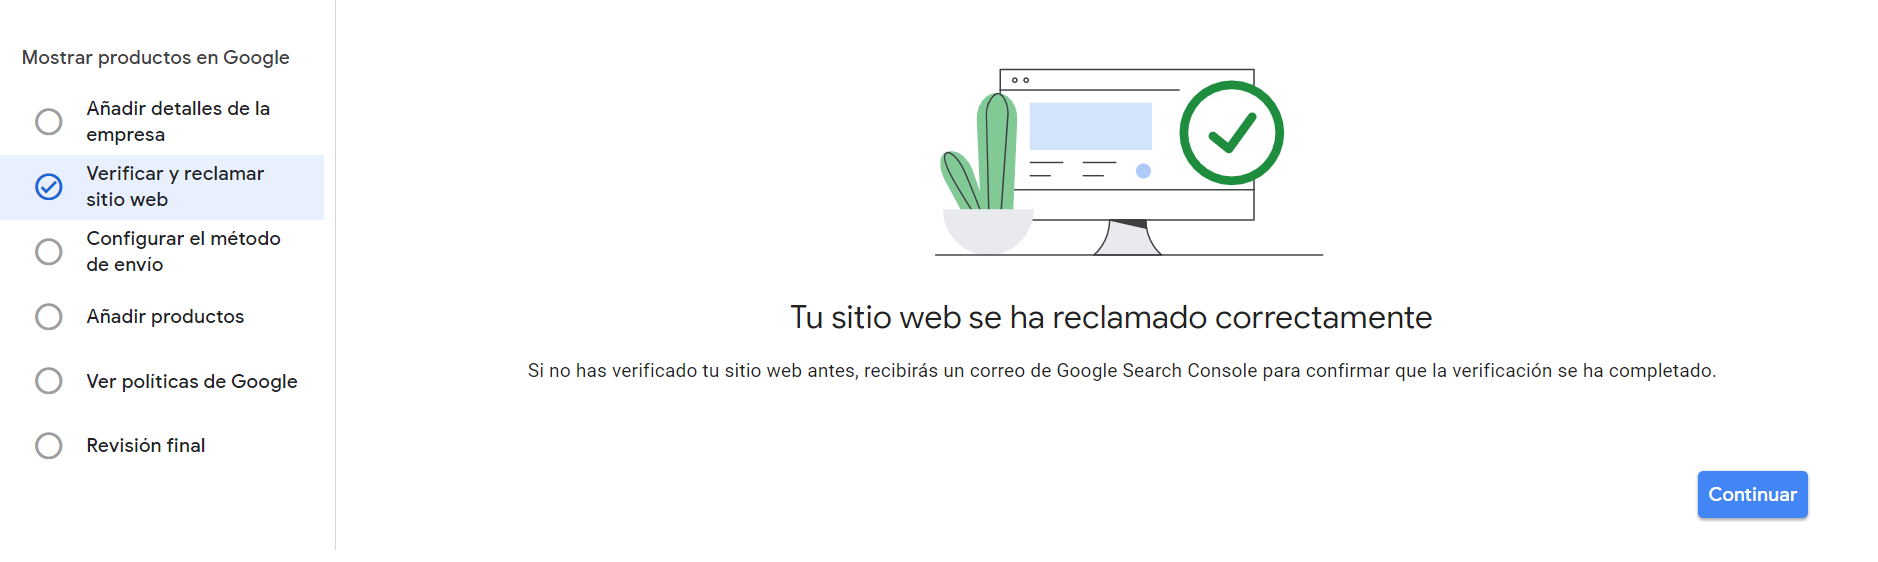 Mostrar productos en Google
Añadir detalles de la
empresa
Verificar y reclamar
sitio web
Configurar el método
de envío
Añadir productos
Ver políticas de Google
Revisión final
Tu sitio web se ha reclamado correctamente
Si no has verificado tu sitio web antes, recibirás un correo de Google Search Console para confirmar que la verificación se ha completado.
Continuar